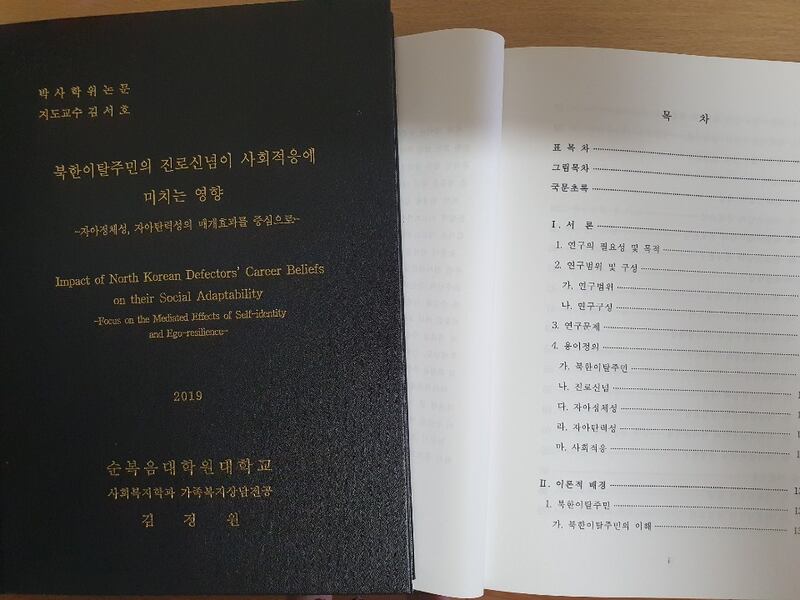 박사학위논문
지도교수 김서호
북한이탈주민의 진로신념이 사회적응에
미치는 영향
-자아정체성, 자아탄력성의 매개효과를 중심으로-
Impact of North Korean Defectors' Career Beliefs
on their Social Adaptability
-Focus on the Mediated Effects of Self-identity
and Ego-resiliency-
2019
순복음대학원대학교
사회복지학과 가족복지상담전공
김 정 원
목 차
표 목 차
그림목차
국문초록
I. 서 론
1. 연구의 필요성 및 목적
2. 연구범위 및 구성
가. 연구범위
나. 연구구성
3. 연구문제
4. 용어정의
가. 북한이탈주민
나. 진로신념
다. 자아정체성
라. 자아탄력성
마. 사회적응
II. 이론적 배경
1. 북한이탈주민
가. 북한이탈주민의 이해
i